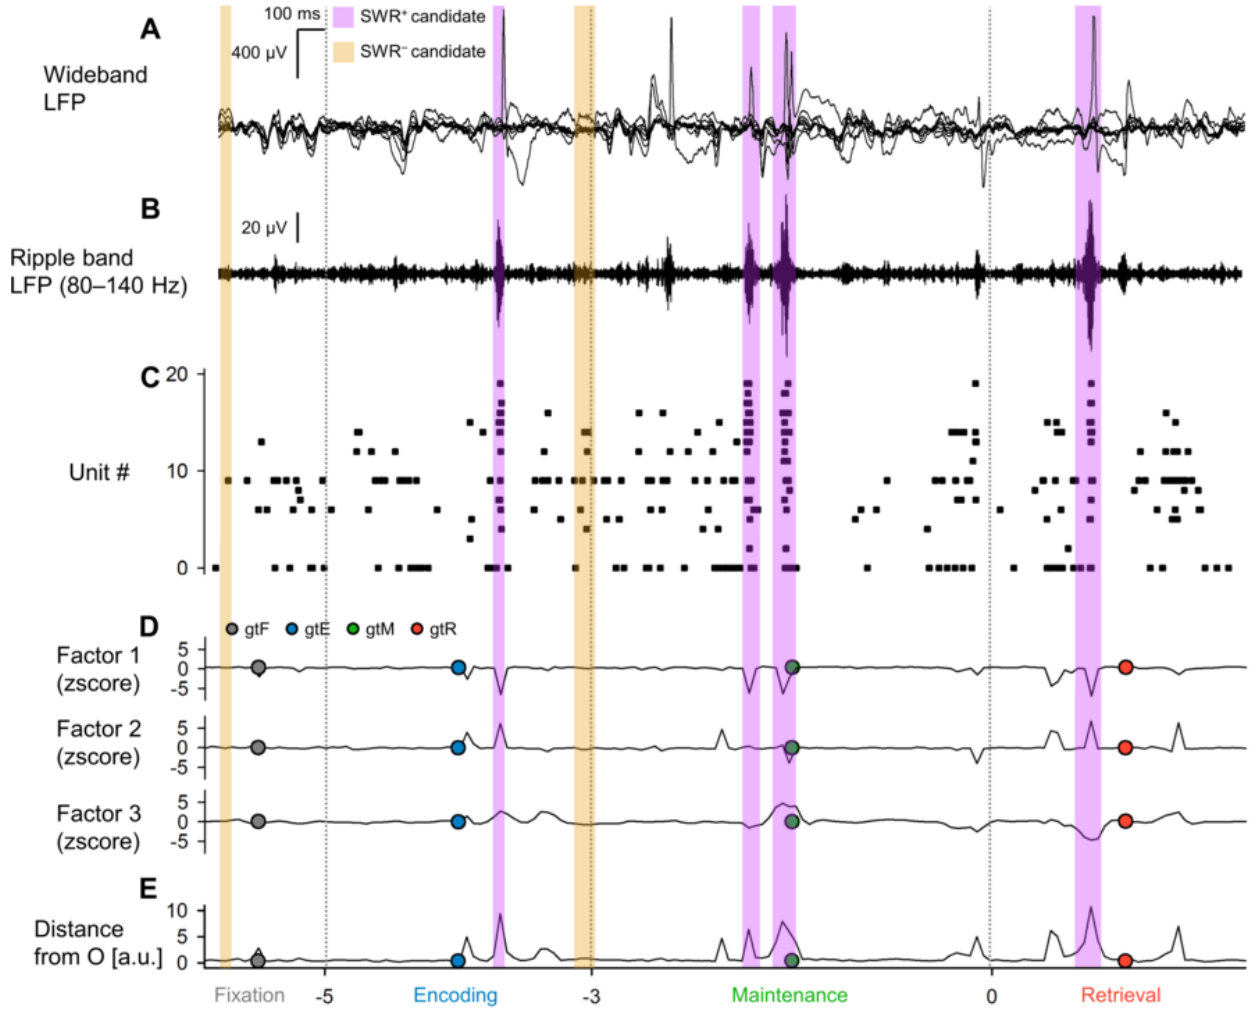 100 ms
SWR⁺ candidate
A
400 µV
SWR⁻ candidate
Wideband
LFP
B
20 µV
Ripple band
LFP (80–140 Hz)
C
20
Unit #
10
0
D
gtF
gtE
gtM
gtR
Factor 1
(zscore)
5
0
-5
Factor 2
(zscore)
5
0
-5
Factor 3
(zscore)
5
0
-5
E
Distance
from O [a.u.]
10
5
0
Fixation
-5
Encoding
-3
Maintenance
0
Retrieval